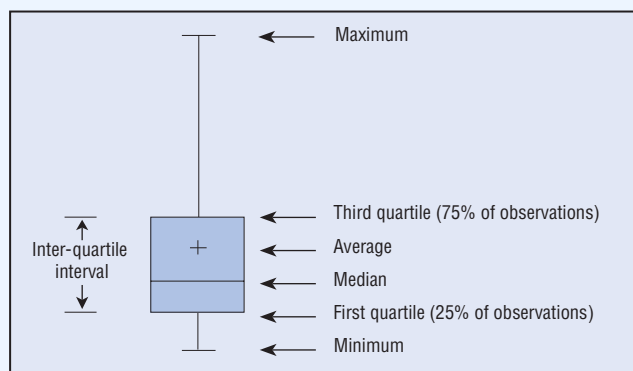 Maximum
Third quartile (75% of observations)
Inter-quartile
interval
Average
Median
First quartile (25% of observations)
Minimum